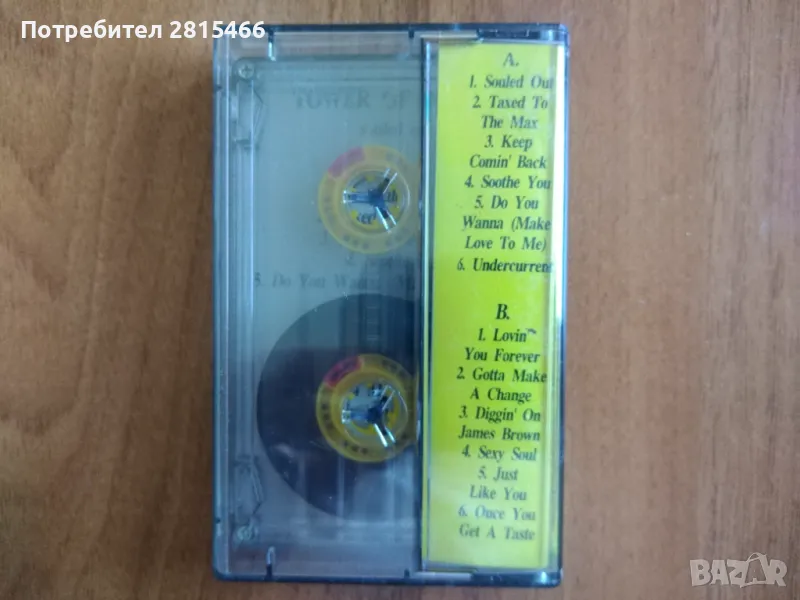 Потребител 2815466
TOWER OF
A.
1. Souled Out
2. Taxed To
The Max
3. Keep
Comin' Back
4. Soothe You
5. Do You
Wanna (Make
Love To Me)
6. Undercurrent
B.
1. Lovin'
You Forever
2. Gotta Make
A Change
3. Diggin' On
James Brown
4. Sexy Soul
5. Just
Like You
6. Once You
Get A Taste
5. Do You
BAZAR